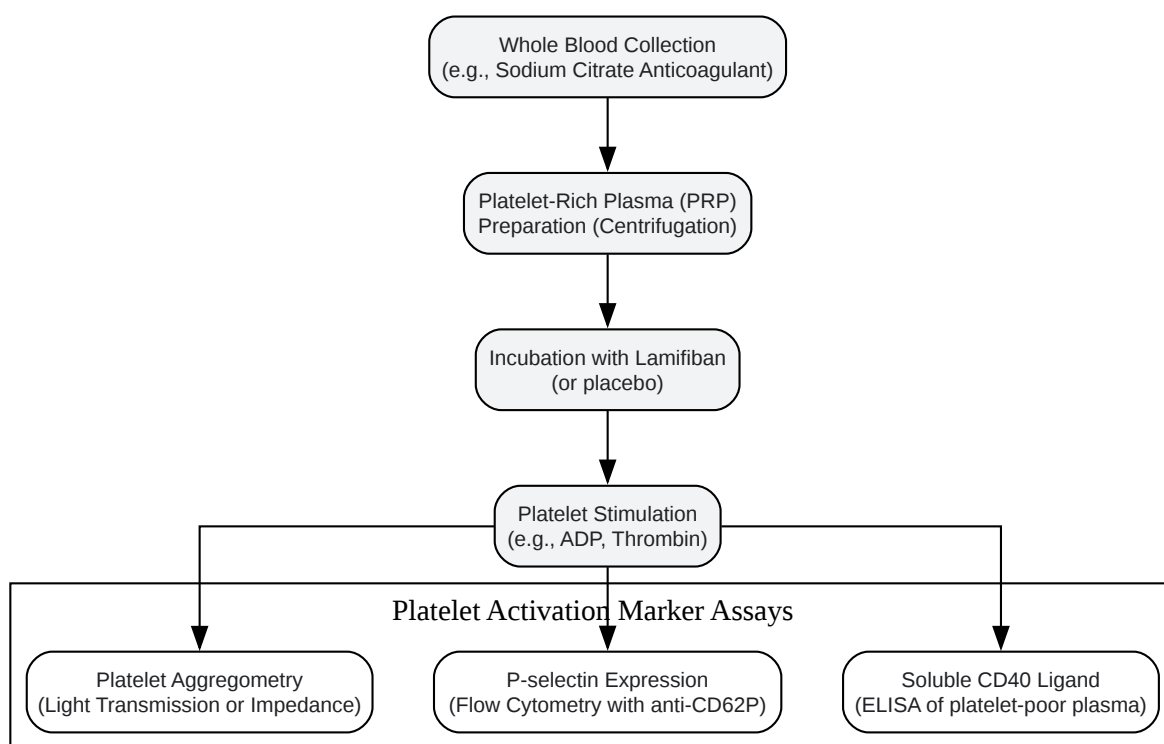 Whole Blood Collection
(e.g., Sodium Citrate Anticoagulant)
Platelet-Rich Plasma (PRP)
Preparation (Centrifugation)
Incubation with Lamifiban
(or placebo)
Platelet Stimulation
(e.g., ADP, Thrombin)
Platelet Activation Marker Assays
Platelet Aggregometry
(Light Transmission or Impedance)
P-selectin Expression
(Flow Cytometry with anti-CD62P)
Soluble CD40 Ligand
(ELISA of platelet-poor plasma)